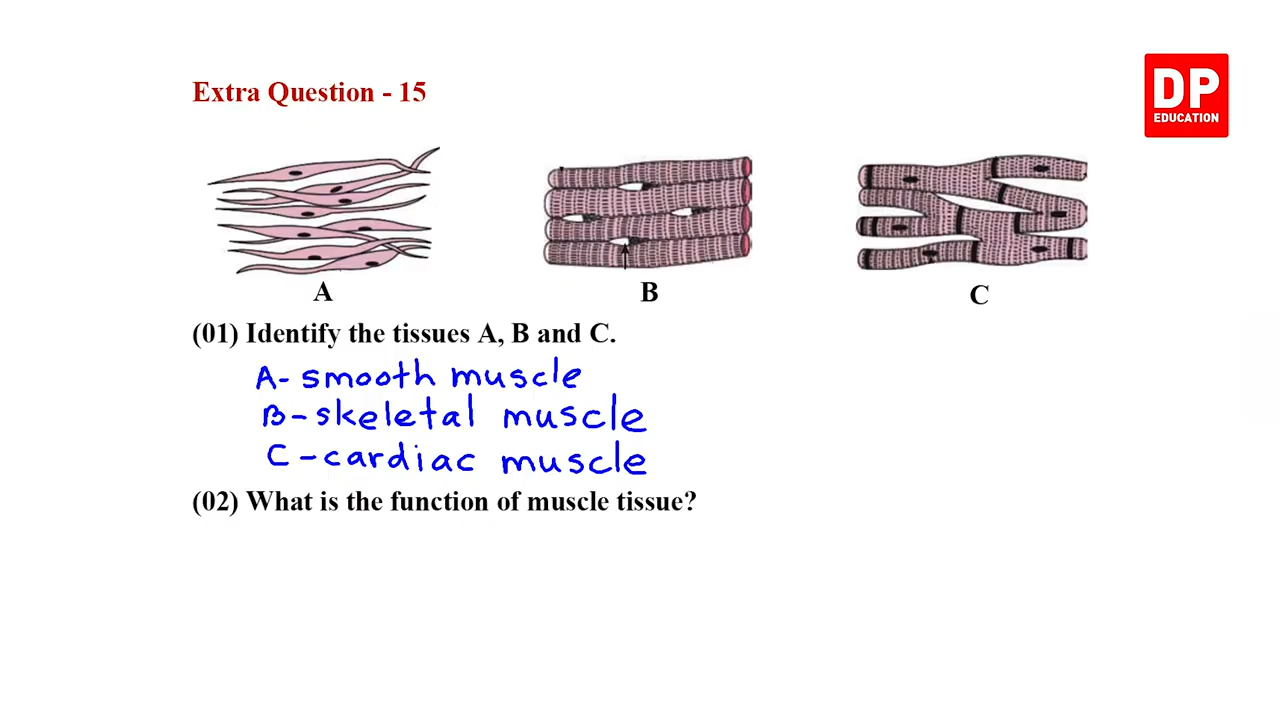 Extra Question - 15
DP
EDUCATION
A
B
C
(01) Identify the tissues A, B and C.
A- smooth muscle
B- skeletal muscle
C - cardiac muscle
(02) What is the function of muscle tissue?